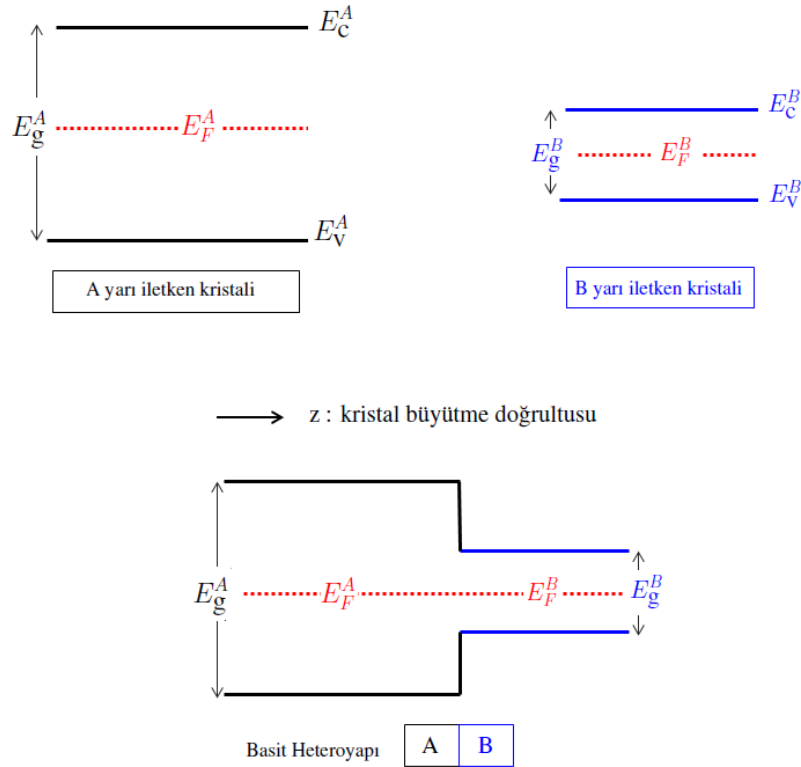 E_c^A
E_g^A
E_F^A
E_v^A
A yarı iletken kristali
E_c^B
E_g^B
E_F^B
E_v^B
B yarı iletken kristali
z : kristal büyütme doğrultusu
E_g^A
E_F^A
E_F^B
E_g^B
Basit Heteroyapı
A
B